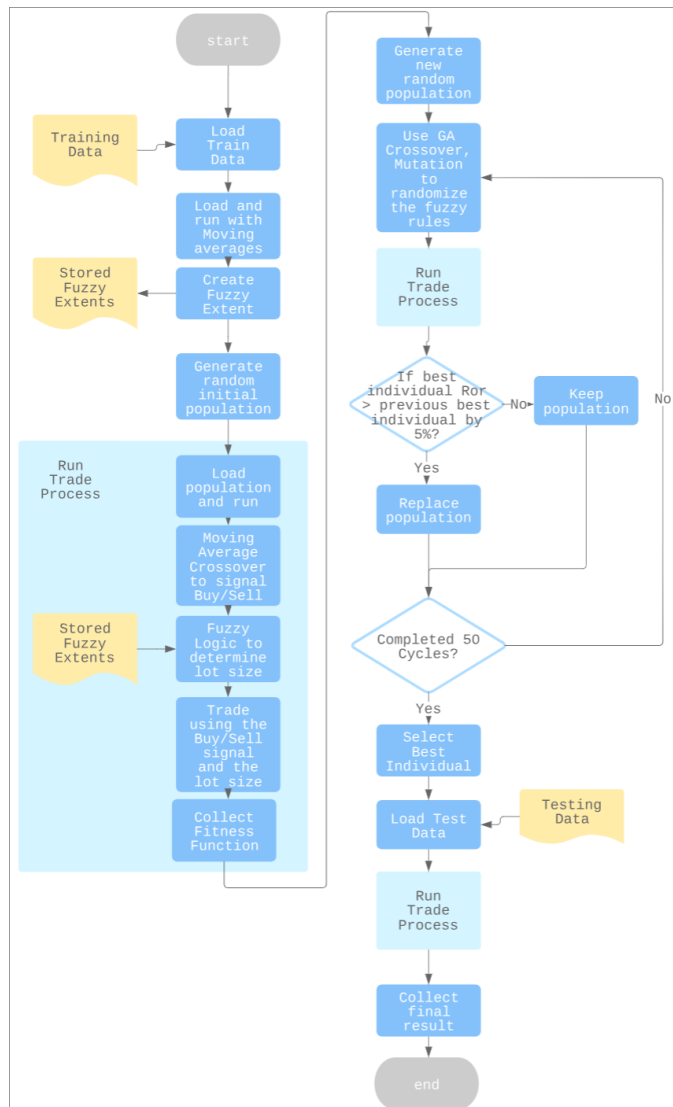 start
Training
Data
Load
Train
Data
Load and
run with
Moving
averages
Stored
Fuzzy
Extents
Create
Fuzzy
Extent
Generate
random
initial
population
Run
Trade
Process
Load
population
and run
Moving
Average
Crossover
to signal
Buy/Sell
Stored
Fuzzy
Extents
Fuzzy
Logic to
determine
lot size
Trade
using the
Buy/Sell
signal
and the
lot size
Collect
Fitness
Function
Generate
new
random
population
Use GA
Crossover,
Mutation
to
randomize
the fuzzy
rules
Run
Trade
Process
If best
individual Ror
> previous best
individual by
5%?
No
Keep
population
No
Yes
Replace
population
Completed 50
Cycles?
Yes
Select
Best
Individual
Load Test
Data
Testing
Data
Run
Trade
Process
Collect
final
result
end